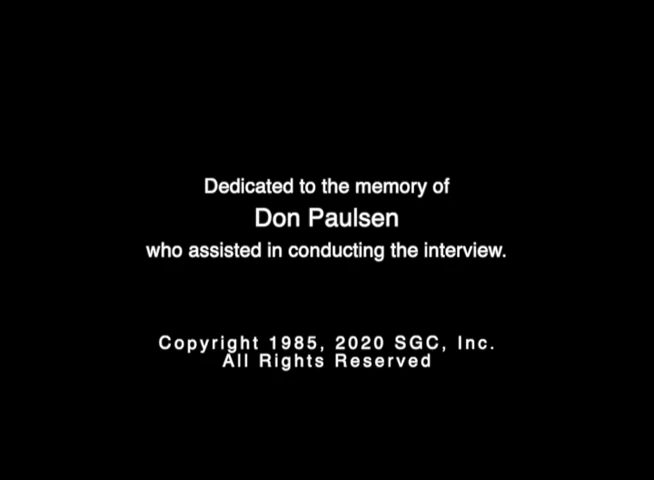 Dedicated to the memory of
Don Paulsen
who assisted in conducting the interview.
Copyright 1985, 2020 SGC, Inc.
All Rights Reserved